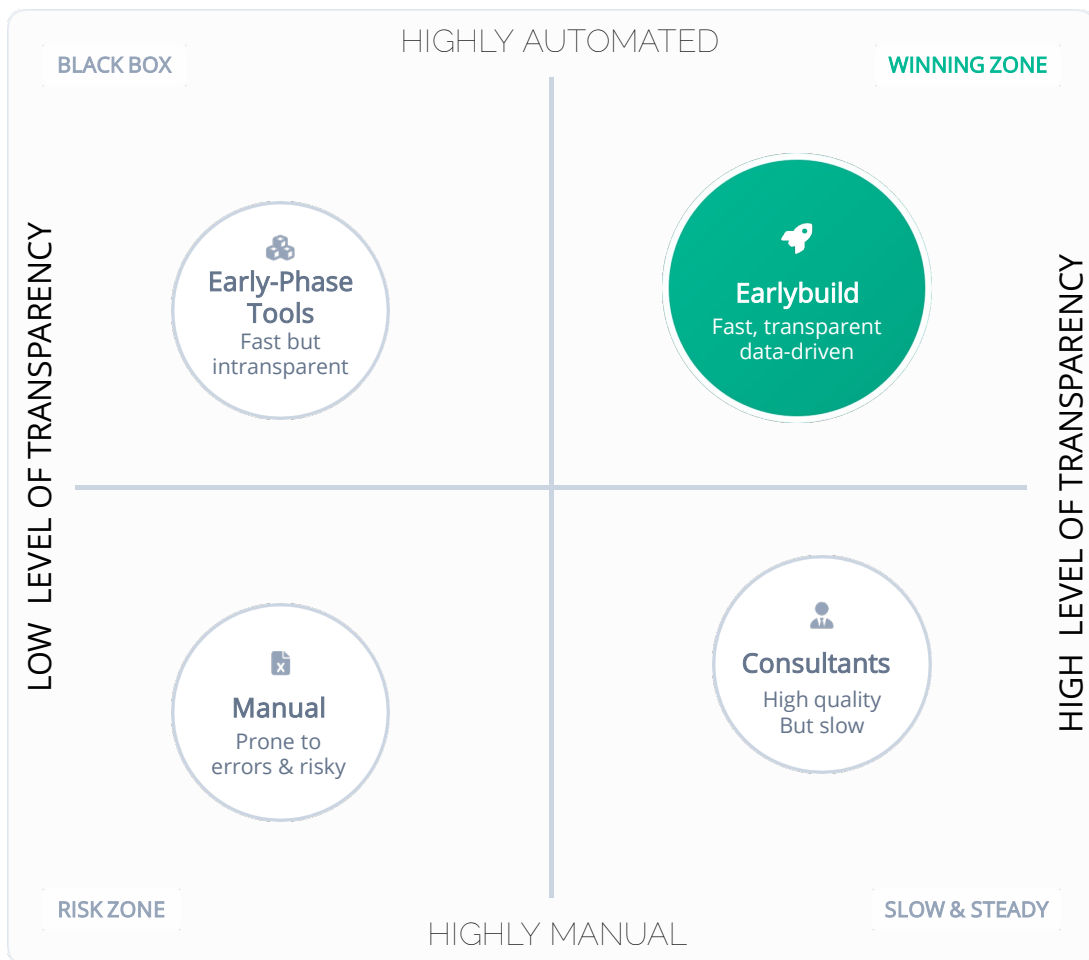 HIGHLY AUTOMATED
BLACK BOX
WINNING ZONE
LOW LEVEL OF TRANSPARENCY
Early-Phase
Tools
Fast but
intransparent
Earlybuild
Fast, transparent
data-driven
HIGH LEVEL OF TRANSPARENCY
Manual
Prone to
errors & risky
Consultants
High quality
But slow
RISK ZONE
SLOW & STEADY
HIGHLY MANUAL